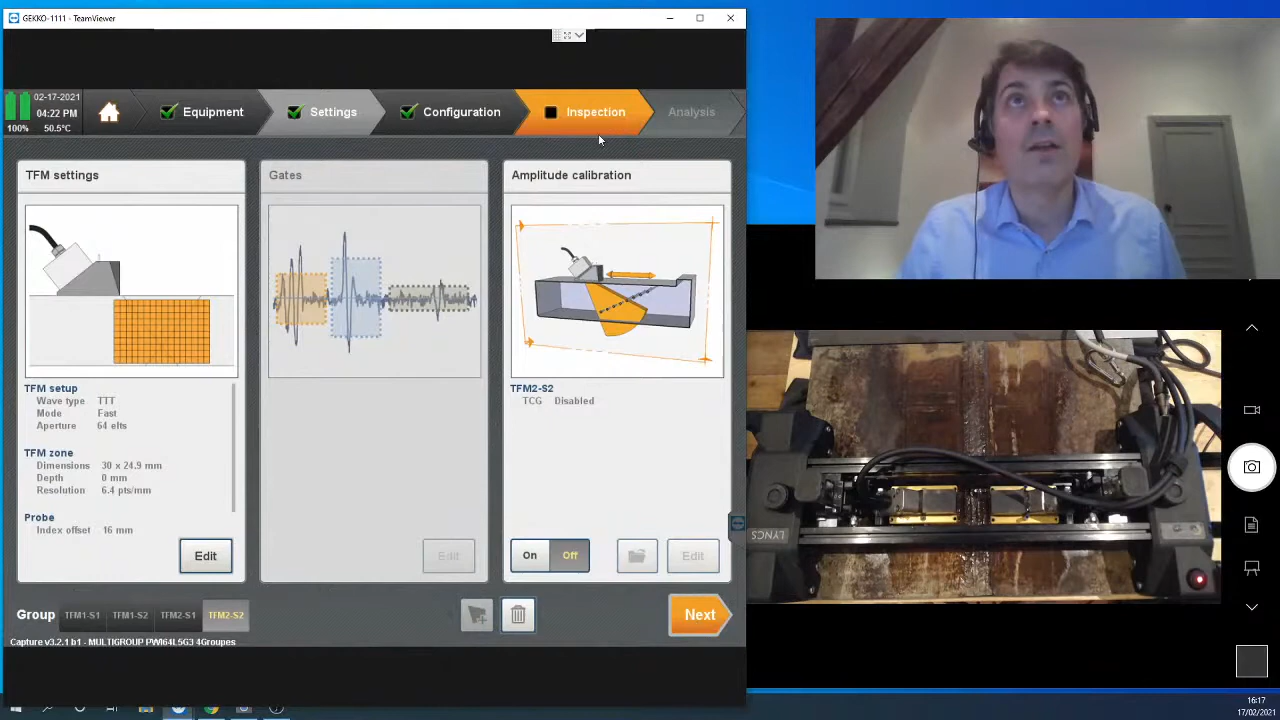 GEKKO-1111 - TeamViewer
02-17-2021
04:22 PM
100% 50.5°C
Equipment
Settings
Configuration
Inspection
Analysis
TFM settings
TFM setup
Wave type TTT
Mode Fast
Aperture 64 elts
TFM zone
Dimensions 30 x 24.9 mm
Depth 0 mm
Resolution 6.4 pts/mm
Probe
Index offset -16 mm
Edit
Gates
Edit
Amplitude calibration
TFM2-S2
TCG Disabled
On Off
Edit
Group TFM1-S1 TFM1-S2 TFM2-S1 TFM2-S2
Next
Capture v3.2.1 b1 - MULTIGROUP PWI64L5G3 4Groupes
LYNCS
16:17
17/02/2021